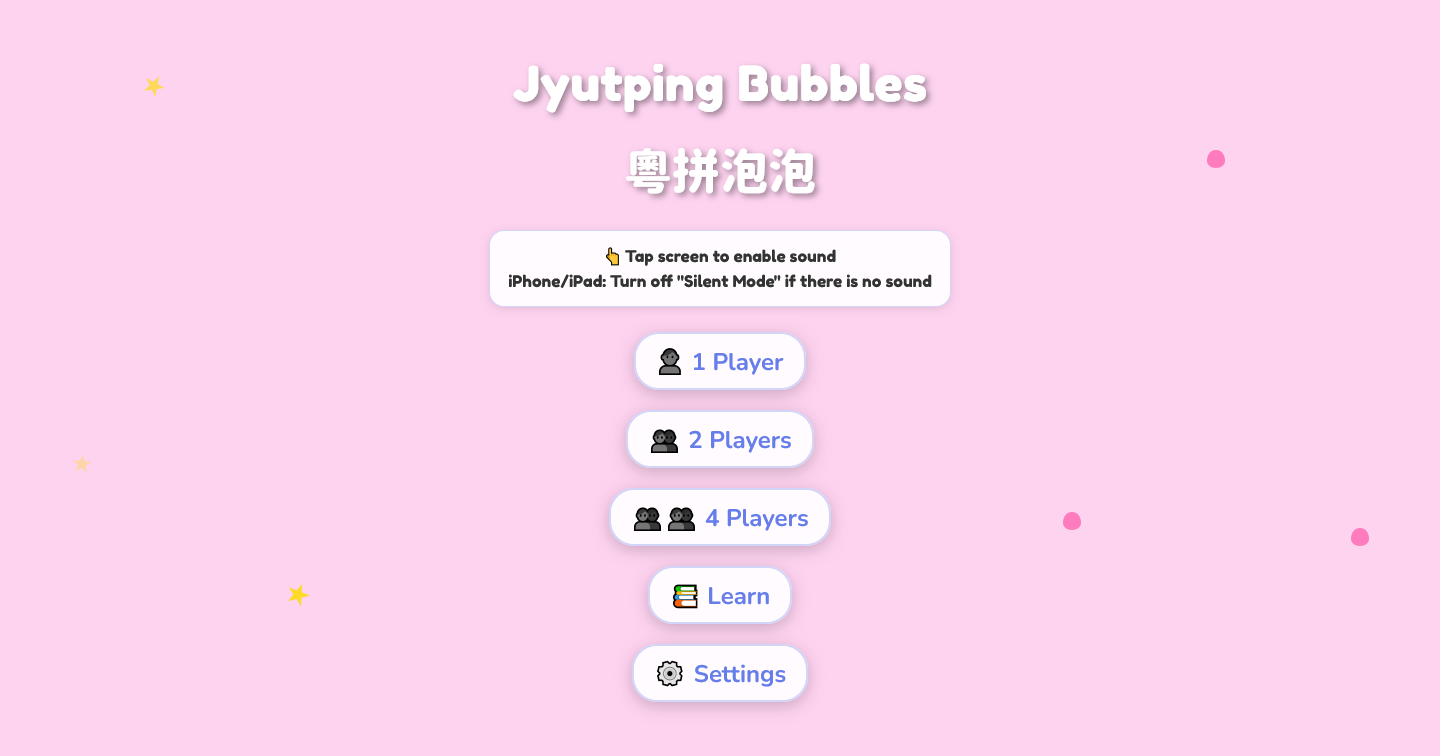 Jyutping Bubbles
粵拼泡泡
👆 Tap screen to enable sound
iPhone/iPad: Turn off "Silent Mode" if there is no sound
1 Player
2 Players
4 Players
Learn
Settings